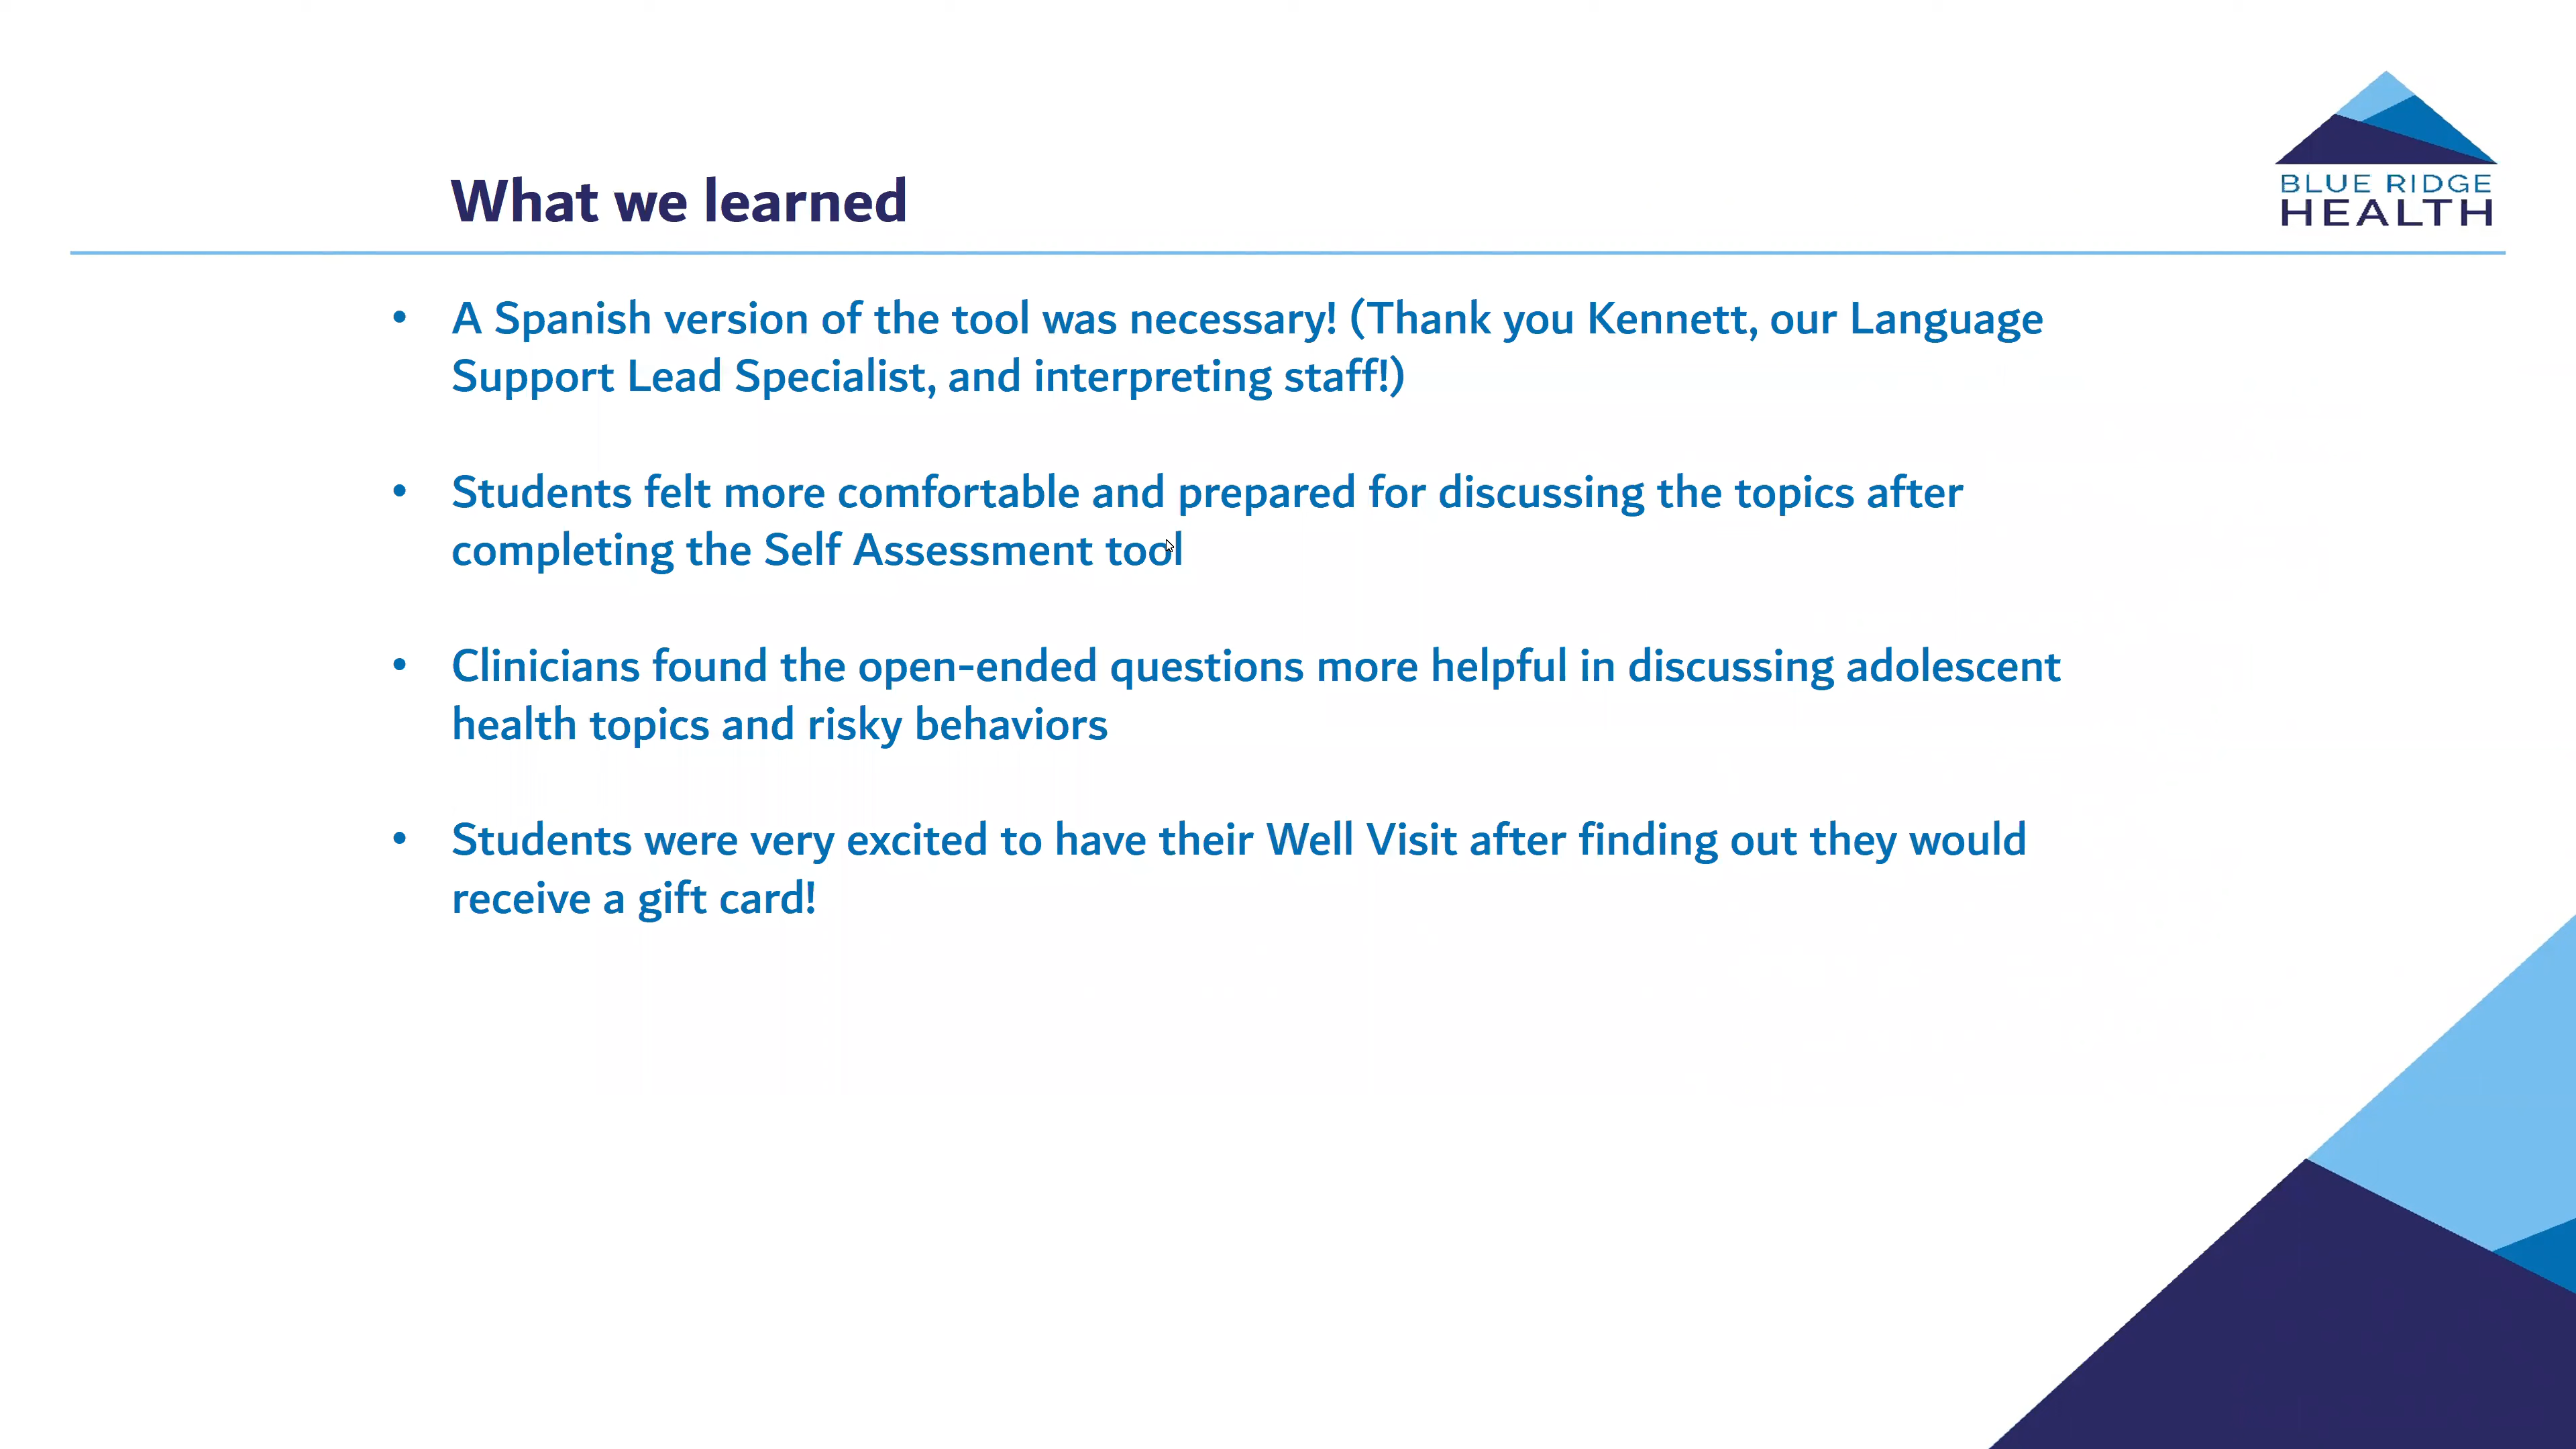 BLUE RIDGE
HEALTH
What we learned
• A Spanish version of the tool was necessary! (Thank you Kennett, our Language
Support Lead Specialist, and interpreting staff!)
• Students felt more comfortable and prepared for discussing the topics after
completing the Self Assessment tool
• Clinicians found the open-ended questions more helpful in discussing adolescent
health topics and risky behaviors
• Students were very excited to have their Well Visit after finding out they would
receive a gift card!